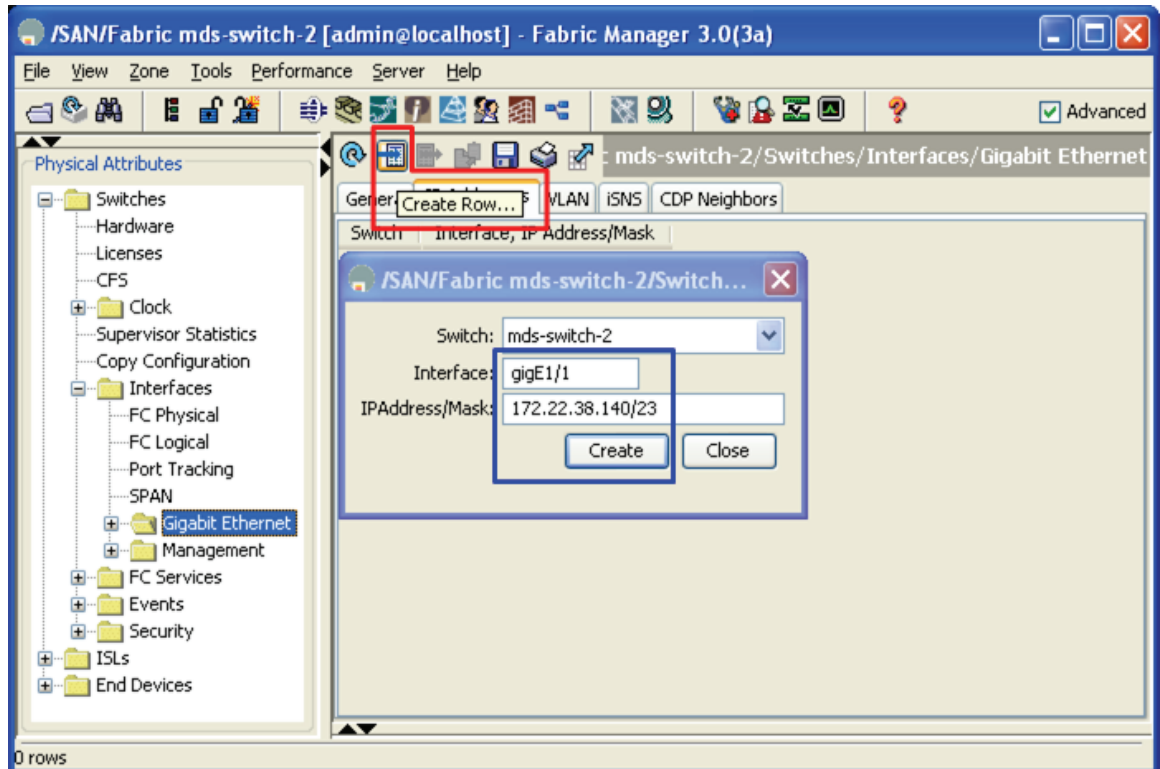 /SAN/Fabric mds-switch-2 [admin@localhost] - Fabric Manager 3.0(3a)
File View Zone Tools Performance Server Help
Advanced
Physical Attributes
: mds-switch-2/Switches/Interfaces/Gigabit Ethernet
Switches
Hardware
Licenses
CFS
Clock
Supervisor Statistics
Copy Configuration
Interfaces
FC Physical
FC Logical
Port Tracking
SPAN
Gigabit Ethernet
Management
FC Services
Events
Security
ISLs
End Devices
Create Row...
VLAN iSNS CDP Neighbors
Switch Interface, IP Address/Mask
/SAN/Fabric mds-switch-2/Switch...
Switch: mds-switch-2
Interface: gigE1/1
IPAddress/Mask: 172.22.38.140/23
Create Close
0 rows